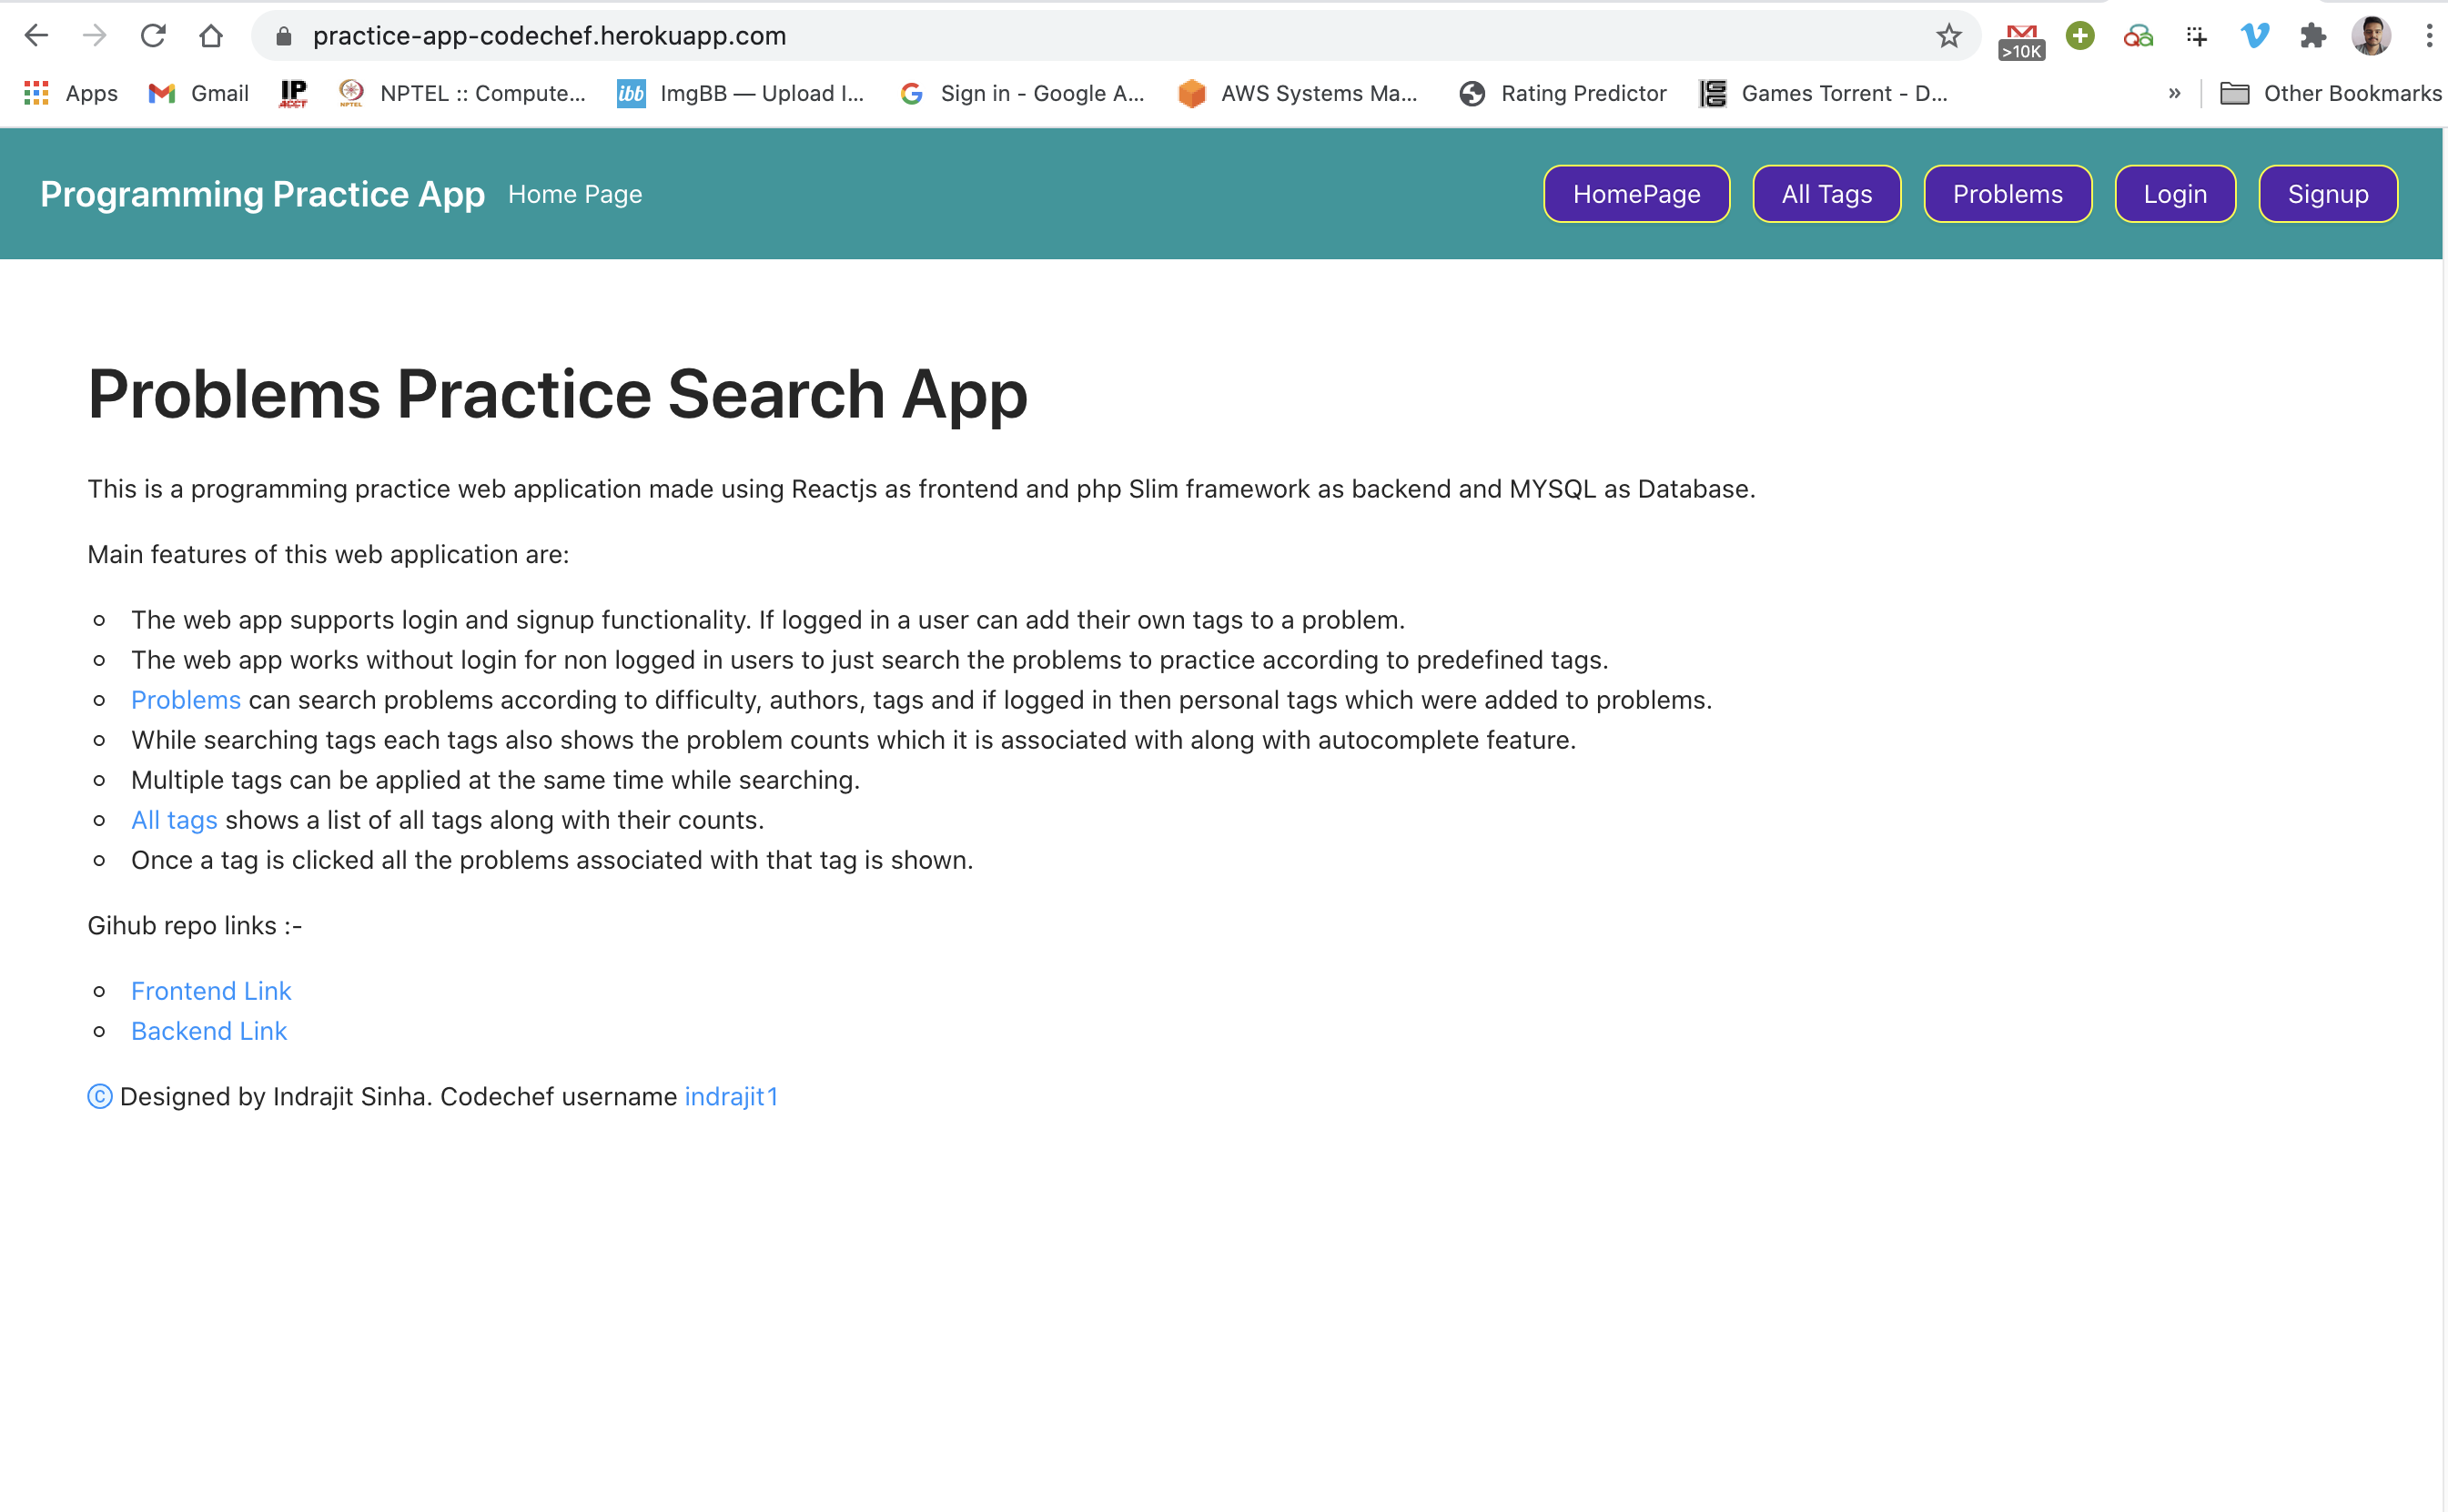 practice-app-codechef.herokuapp.com
>10K
Apps Gmail IP ACCT NPTEL NPTEL :: Compute... ibb ImgBB — Upload I... Sign in - Google A... AWS Systems Ma... Rating Predictor Games Torrent - D... » Other Bookmarks
Programming Practice App Home Page HomePage All Tags Problems Login Signup
Problems Practice Search App
This is a programming practice web application made using Reactjs as frontend and php Slim framework as backend and MYSQL as Database.
Main features of this web application are:
The web app supports login and signup functionality. If logged in a user can add their own tags to a problem.
The web app works without login for non logged in users to just search the problems to practice according to predefined tags.
Problems can search problems according to difficulty, authors, tags and if logged in then personal tags which were added to problems.
While searching tags each tags also shows the problem counts which it is associated with along with autocomplete feature.
Multiple tags can be applied at the same time while searching.
All tags shows a list of all tags along with their counts.
Once a tag is clicked all the problems associated with that tag is shown.
Gihub repo links :-
Frontend Link
Backend Link
© Designed by Indrajit Sinha. Codechef username indrajit1